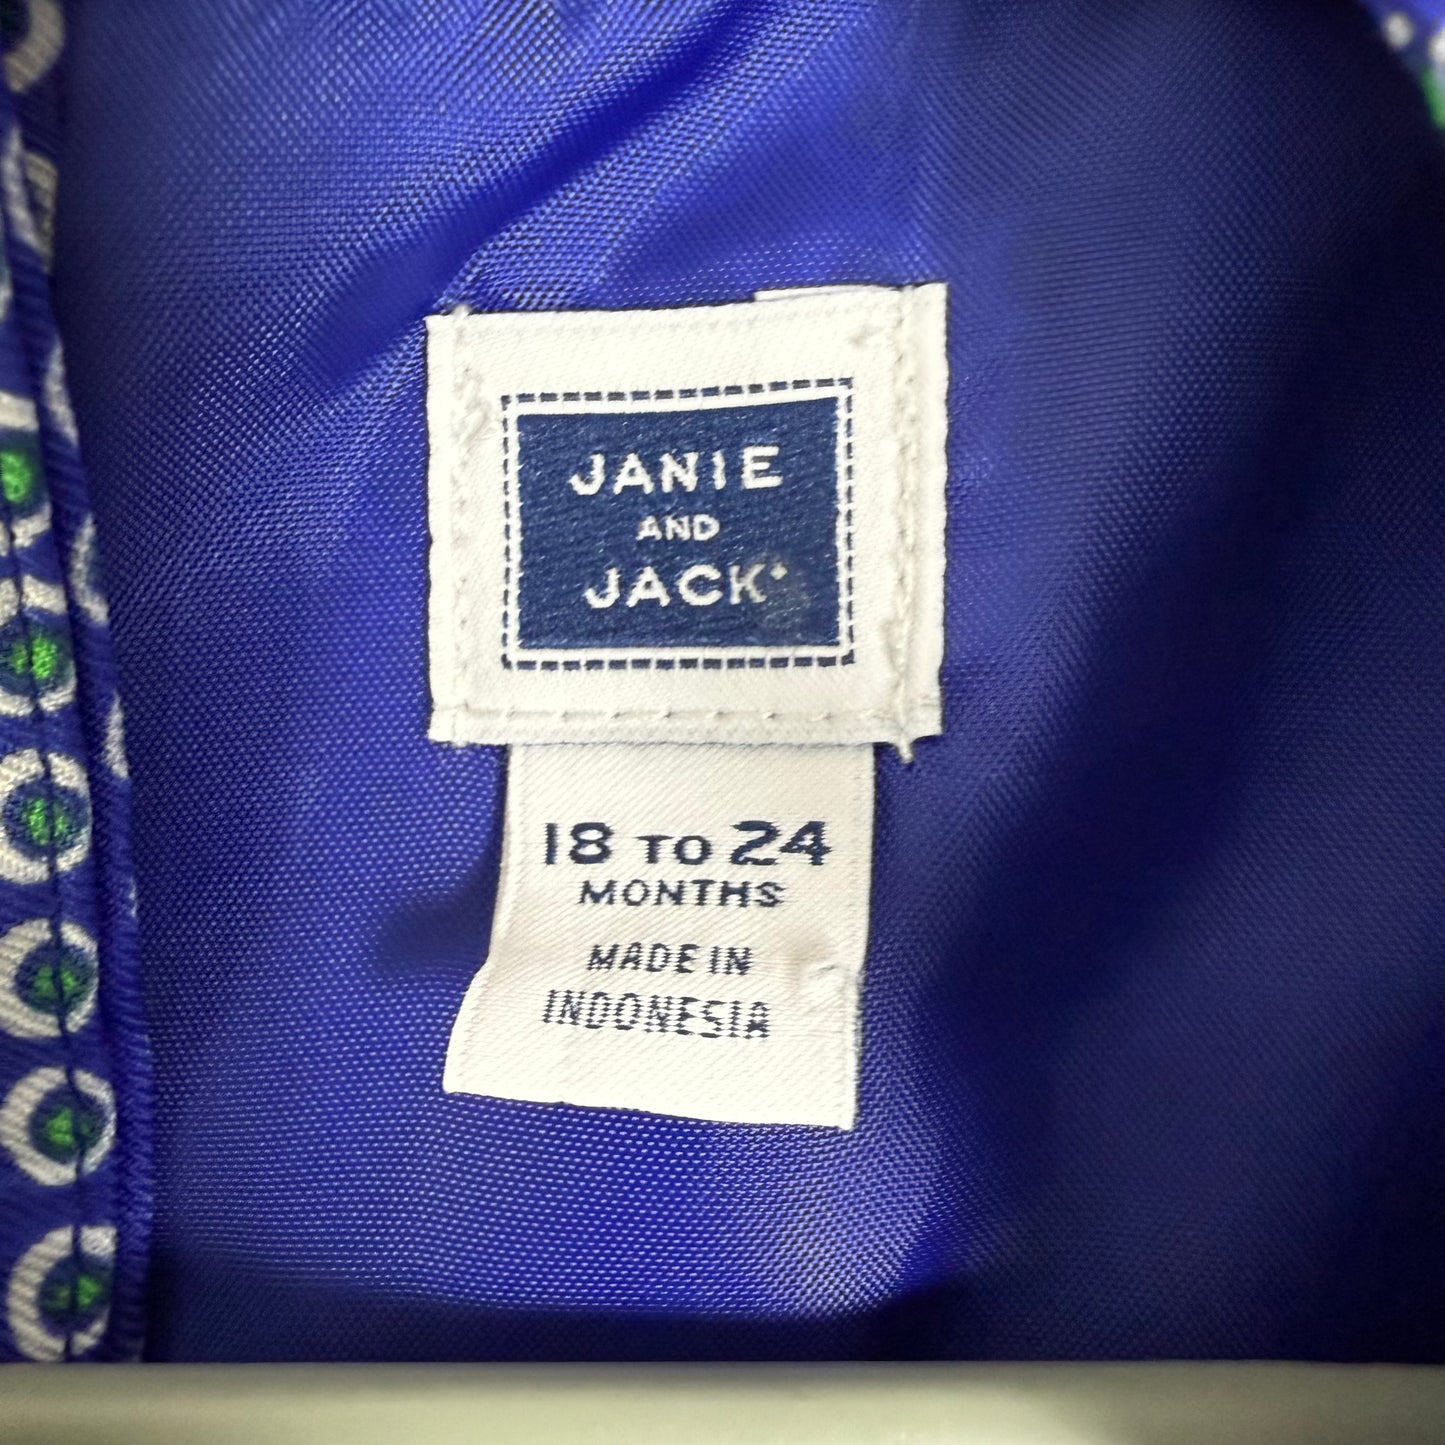 JANIE
AND
JACK
18 TO 24
MONTHS
MADE IN
INDONESIA